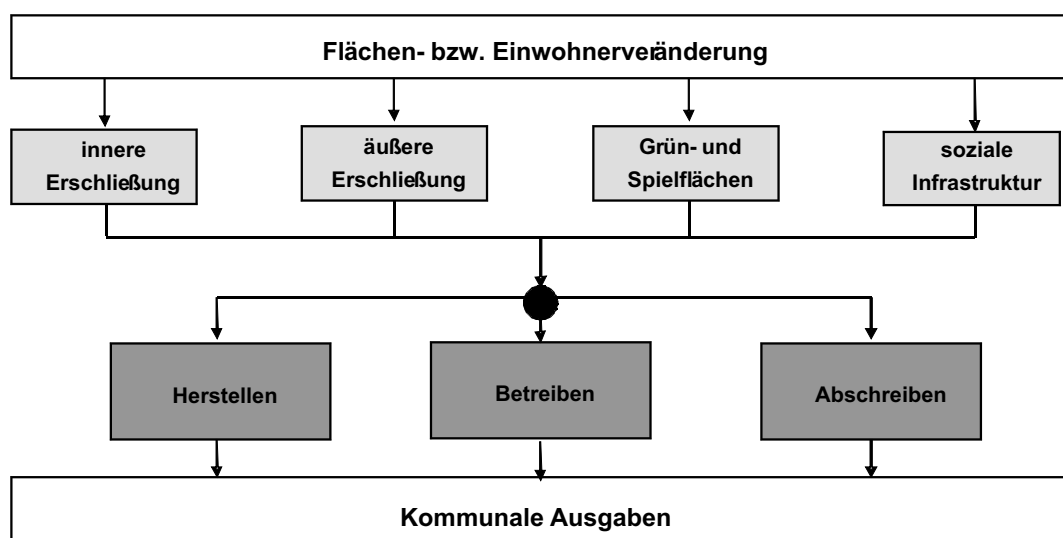 Flächen- bzw. Einwohnerveränderung
innere
Erschließung
äußere
Erschließung
Grün- und
Spielflächen
soziale
Infrastruktur
Herstellen
Betreiben
Abschreiben
Kommunale Ausgaben